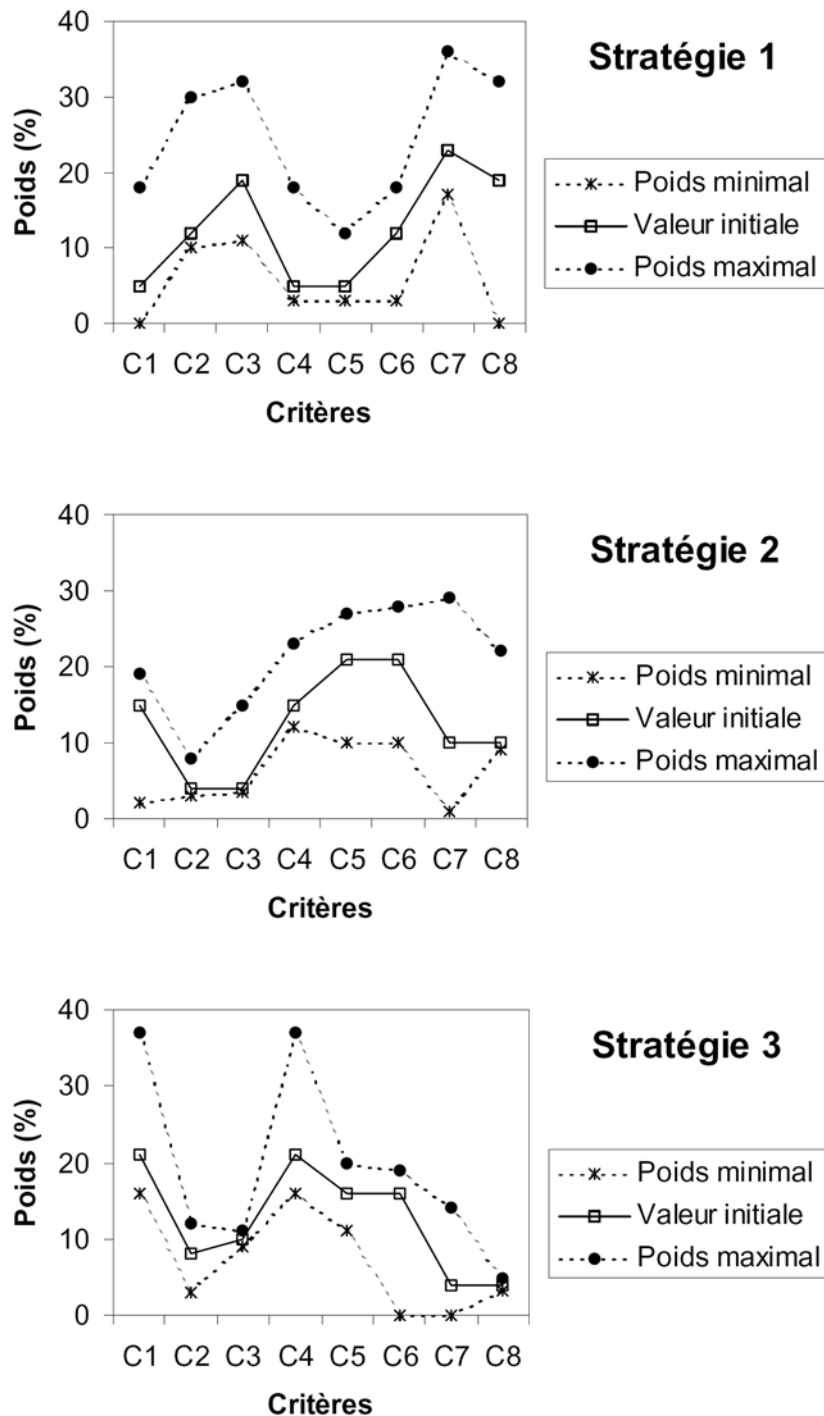 Stratégie 1
Poids (%)
40
30
20
10
0
C1 C2 C3 C4 C5 C6 C7 C8
Critères
Poids minimal
Valeur initiale
Poids maximal
Stratégie 2
Poids (%)
40
30
20
10
0
C1 C2 C3 C4 C5 C6 C7 C8
Critères
Poids minimal
Valeur initiale
Poids maximal
Stratégie 3
Poids (%)
40
30
20
10
0
C1 C2 C3 C4 C5 C6 C7 C8
Critères
Poids minimal
Valeur initiale
Poids maximal